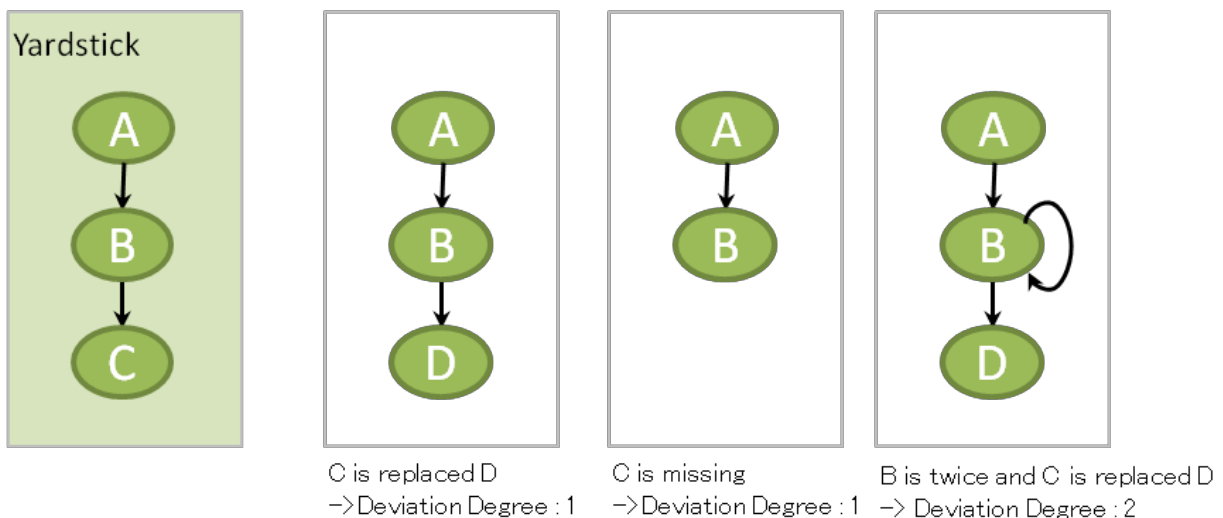 Yardstick
A
B
C
A
B
D
C is replaced D
->Deviation Degree : 1
A
B
C is missing
->Deviation Degree : 1
A
B
D
B is twice and C is replaced D
-> Deviation Degree : 2